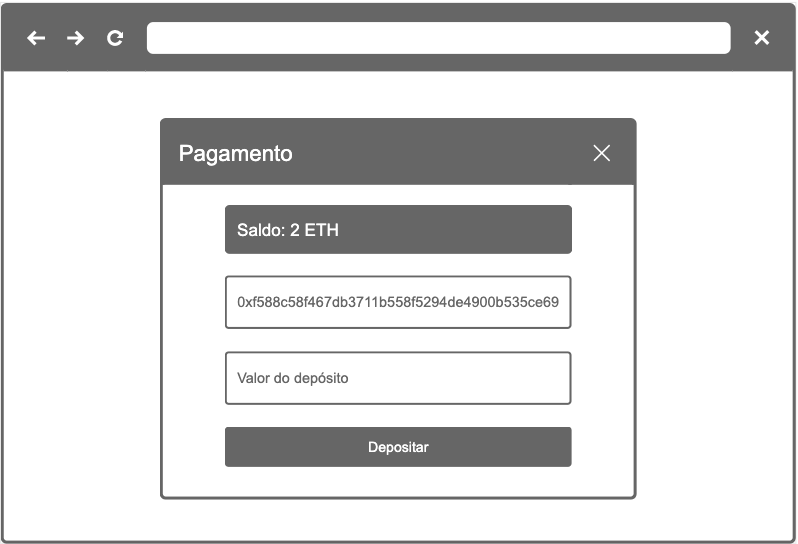 Pagamento
Saldo: 2 ETH
0xf588c58f467db3711b558f5294de4900b535ce69
Valor do depósito
Depositar